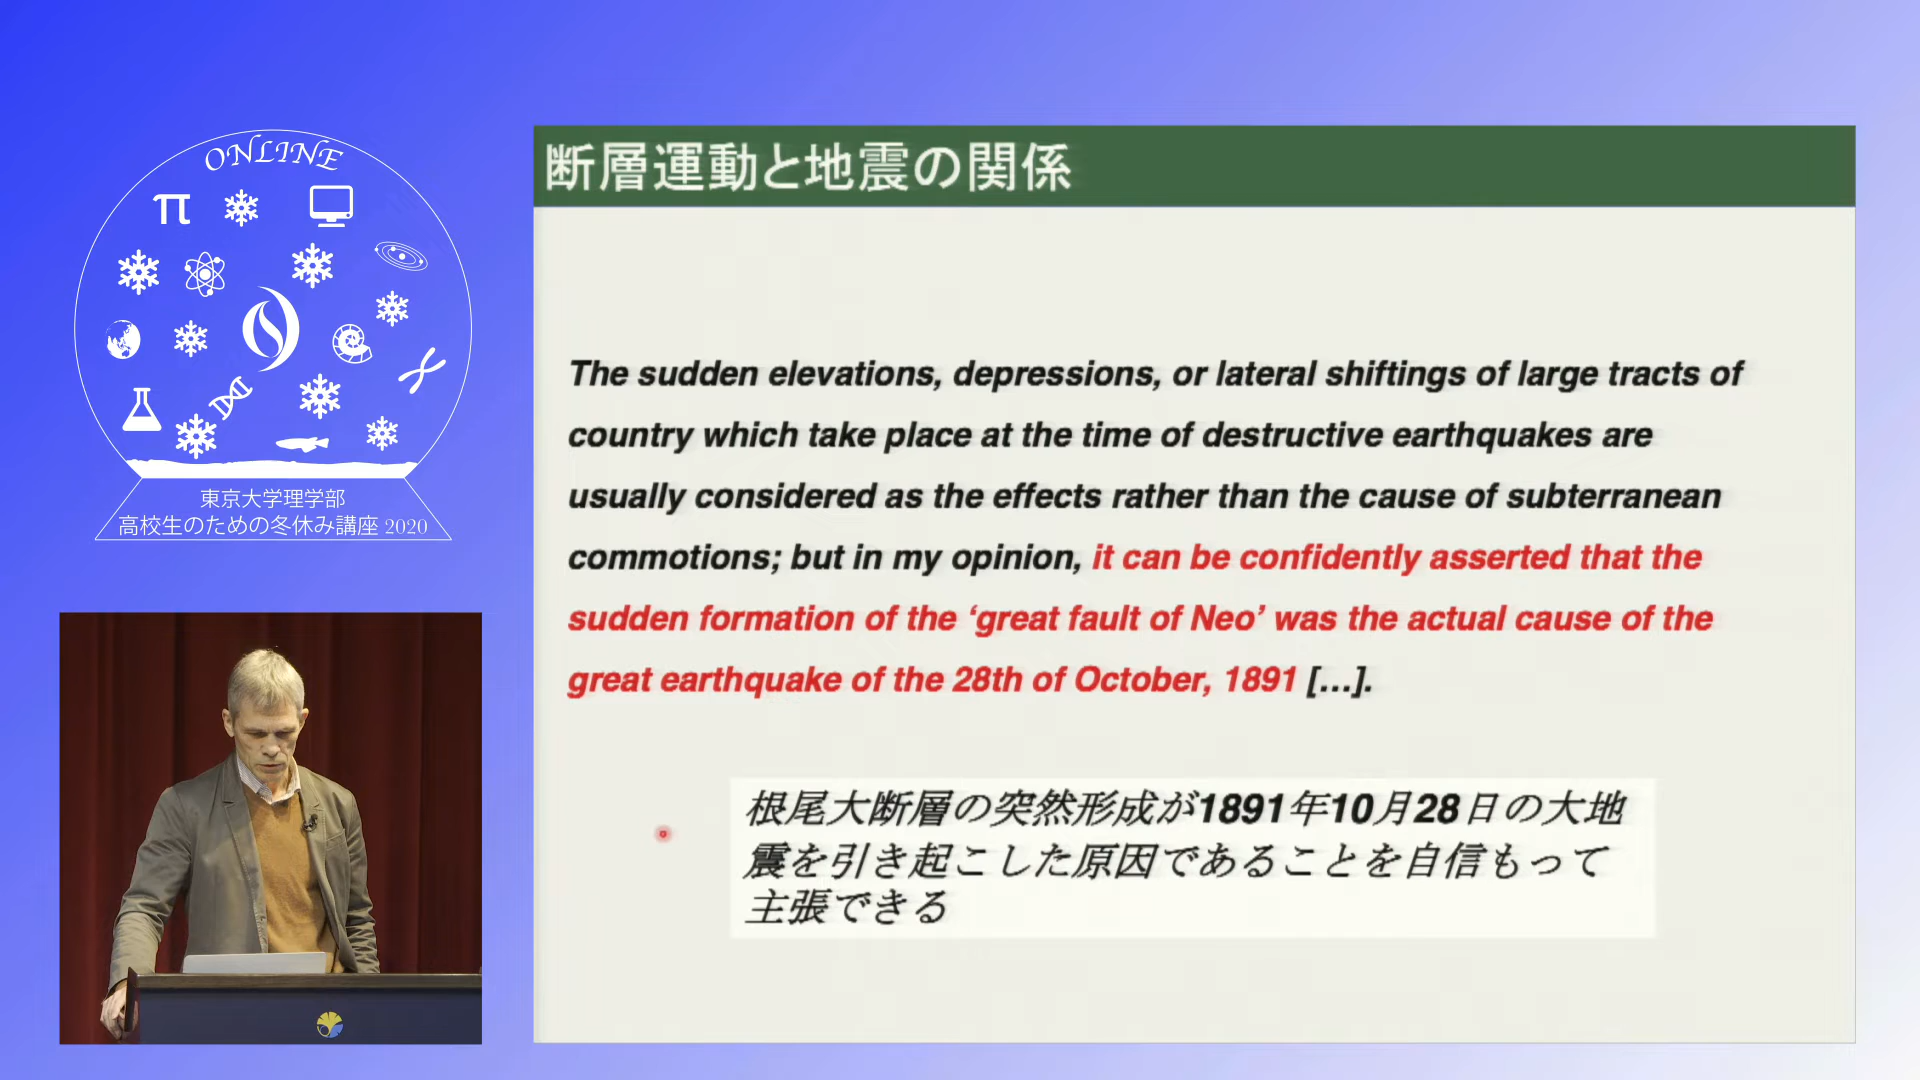 ONLINE
π
東京大学理学部
高校生のための冬休み講座 2020
断層運動と地震の関係
The sudden elevations, depressions, or lateral shiftings of large tracts of
country which take place at the time of destructive earthquakes are
usually considered as the effects rather than the cause of subterranean
commotions; but in my opinion, it can be confidently asserted that the
sudden formation of the ‘great fault of Neo’ was the actual cause of the
great earthquake of the 28th of October, 1891 [...].
根尾大断層の突然形成が1891年10月28日の大地
震を引き起こした原因であることを自信もって
主張できる